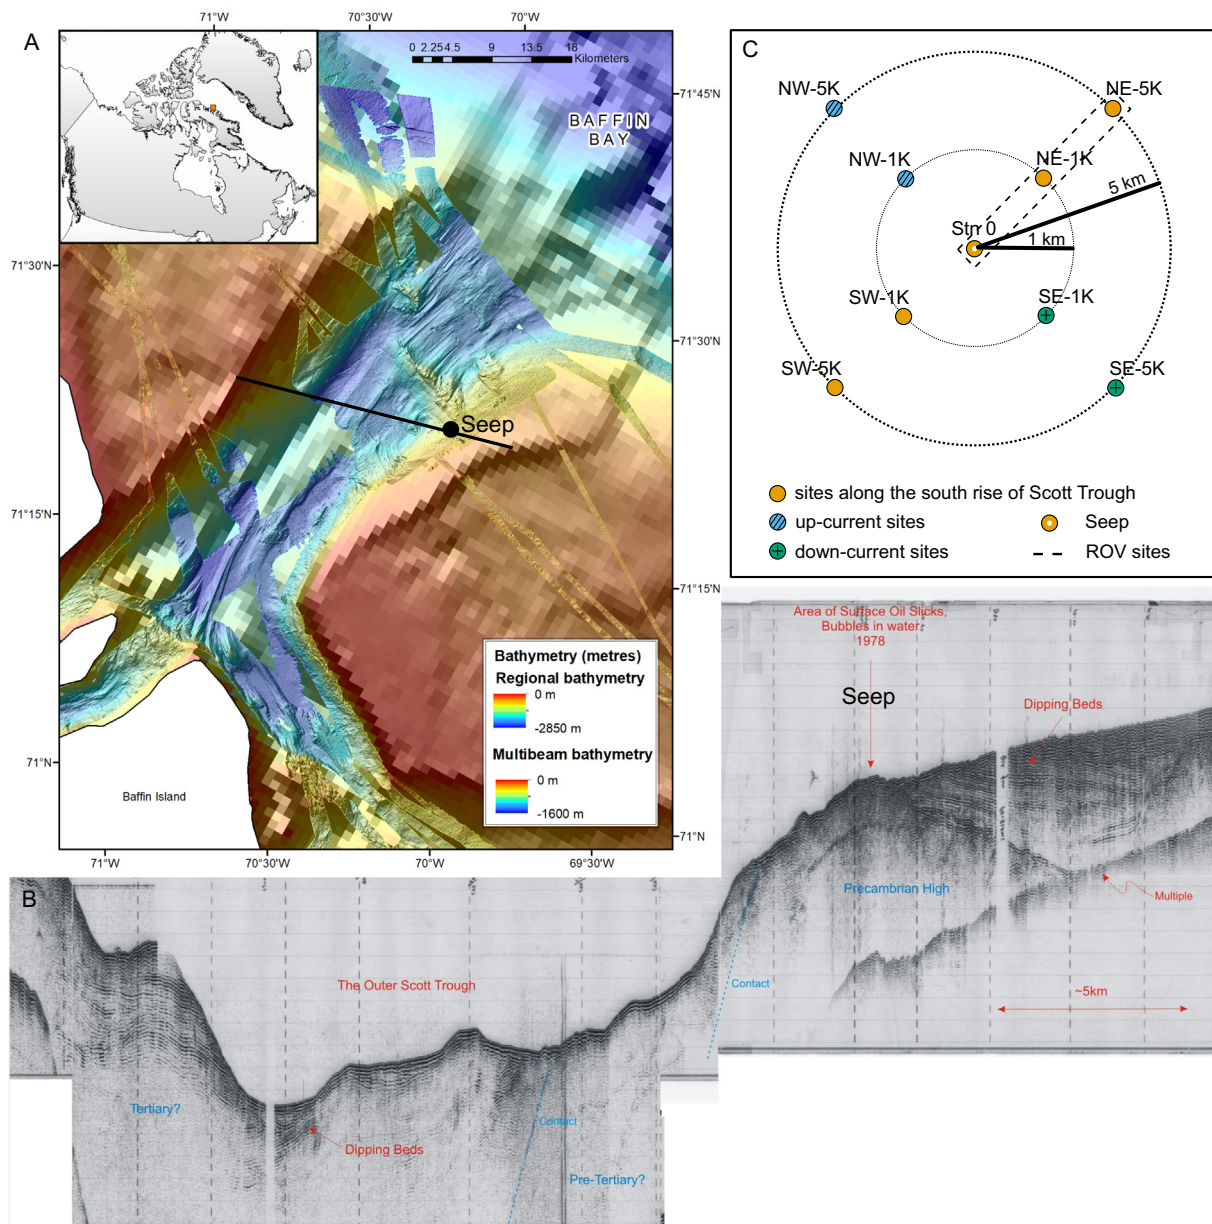 A
71°W
70°30'W
70°W
0 2.25 4.5 9 13.5 18
Kilometers
BAFFIN
BAY
71°45'N
71°30'N
71°30'N
Seep
71°15'N
71°15'N
71°N
71°N
Baffin Island
Bathymetry (metres)
Regional bathymetry
0 m
-2850 m
Multibeam bathymetry
0 m
-1600 m
71°W
70°30'W
70°W
69°30'W
C
NW-5K
NE-5K
NW-1K
NE-1K
5 km
Stn 0
1 km
SW-1K
SE-1K
SW-5K
SE-5K
sites along the south rise of Scott Trough
up-current sites
Seep
down-current sites
ROV sites
Area of Surface Oil Slicks,
Bubbles in water
1978
Seep
Dipping Beds
Precambrian High
Multiple
Contact
~5km
B
The Outer Scott Trough
Tertiary?
Dipping Beds
Contact
Pre-Tertiary?